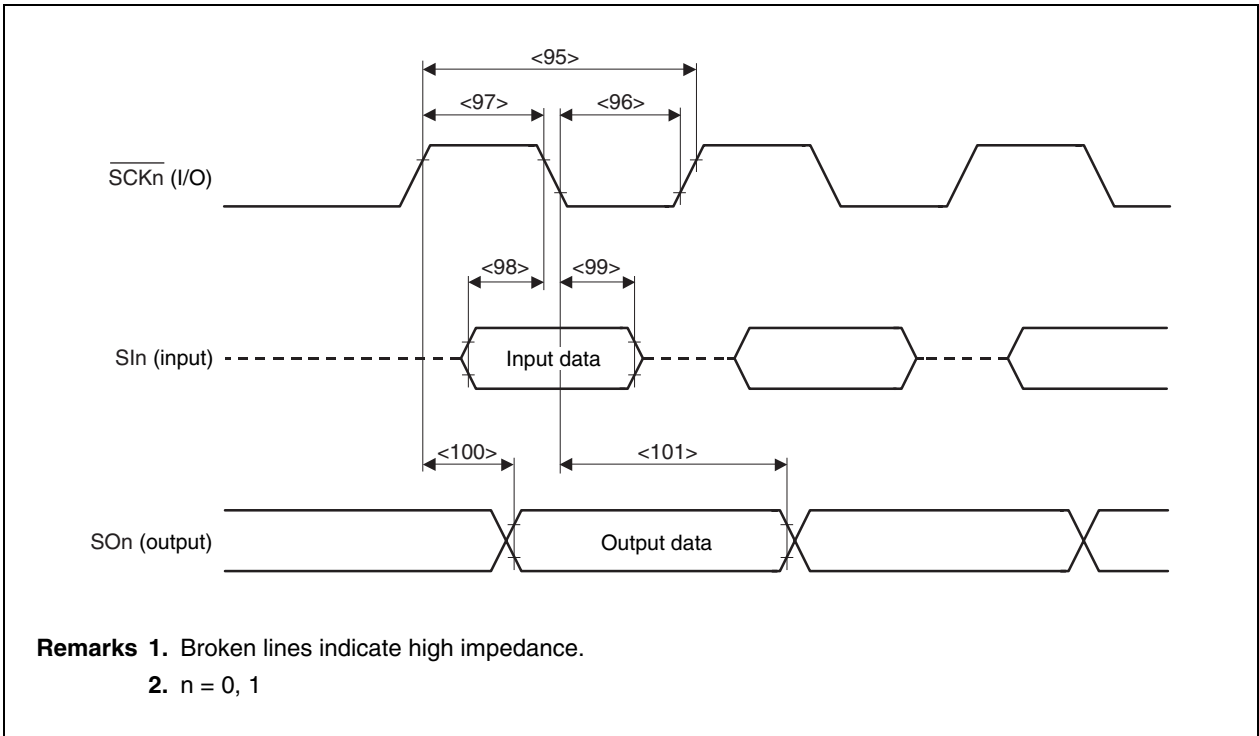 <95>
<97>
<96>
SCKn (I/O)
<98>
<99>
SIn (input)
Input data
<100>
<101>
SOn (output)
Output data
Remarks 1. Broken lines indicate high impedance.
2. n = 0, 1